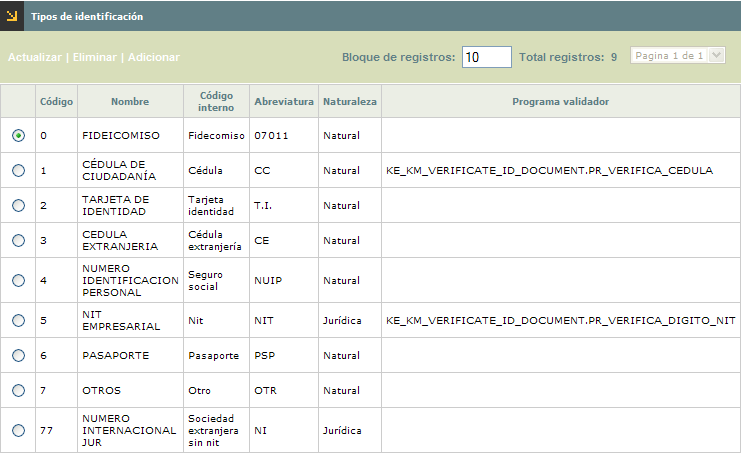 Tipos de identificación
Actualizar | Eliminar | Adicionar
Bloque de registros: 10 Total registros: 9 Pagina 1 de 1
Código Nombre Código interno Abreviatura Naturaleza Programa validador
0 FIDEICOMISO Fidecomiso 07011 Natural
1 CÉDULA DE CIUDADANÍA Cédula CC Natural KE_KM_VERIFICATE_ID_DOCUMENT.PR_VERIFICA_CEDULA
2 TARJETA DE IDENTIDAD Tarjeta identidad T.I. Natural
3 CEDULA EXTRANJERIA Cédula extranjería CE Natural
4 NUMERO IDENTIFICACION PERSONAL Seguro social NUIP Natural
5 NIT EMPRESARIAL Nit NIT Jurídica KE_KM_VERIFICATE_ID_DOCUMENT.PR_VERIFICA_DIGITO_NIT
6 PASAPORTE Pasaporte PSP Natural
7 OTROS Otro OTR Natural
77 NUMERO INTERNACIONAL JUR Sociedad extranjera sin nit NI Jurídica